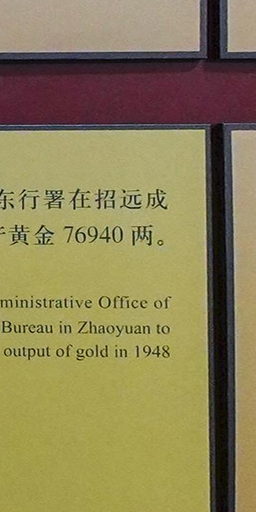 东行署在招远成
黄金 76940 两。
ministrative Office of
Bureau in Zhaoyuan to
output of gold in 1948